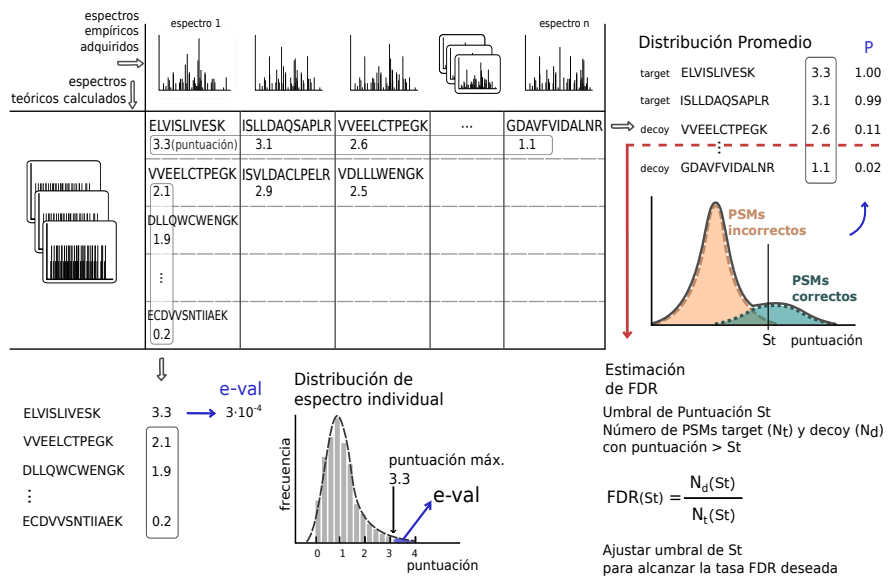 espectros
empíricos
adquiridos
espectro 1
espectro n
espectros
teóricos calculados
ELVISLIVESK ISLLDAQSAPLR VVEELCTPEGK ... GDAVFVIDALNR
3.3(puntuación) 3.1 2.6 1.1
VVEELCTPEGK ISVLDACLPELR VDLLLWENGK
2.1 2.9 2.5
DLLQWCWENGK
1.9
⋮
ECDVVSNTIIAEK
0.2
Distribución Promedio
P
target ELVISLIVESK 3.3 1.00
target ISLLDAQSAPLR 3.1 0.99
decoy VVEELCTPEGK 2.6 0.11
⋮
decoy GDAVFVIDALNR 1.1 0.02
PSMs
incorrectos
PSMs
correctos
St puntuación
Estimación
de FDR
Umbral de Puntuación St
Número de PSMs target (Nt) y decoy (Nd)
con puntuación > St
FDR(St) = Nd(St)
Nt(St)
Ajustar umbral de St
para alcanzar la tasa FDR deseada
e-val
ELVISLIVESK 3.3 3·10⁻⁴
VVEELCTPEGK 2.1
DLLQWCWENGK 1.9
⋮
ECDVVSNTIIAEK 0.2
Distribución de
espectro individual
frecuencia
puntuación máx.
3.3
e-val
0 1 2 3 4
puntuación